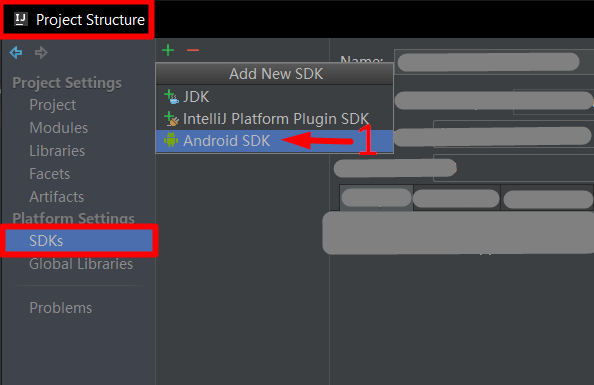 IJ Project Structure
Name:
Add New SDK
Project Settings
Project
JDK
Modules
IntelliJ Platform Plugin SDK
Libraries
Android SDK
1
Facets
Artifacts
Platform Settings
SDKs
Global Libraries
Problems